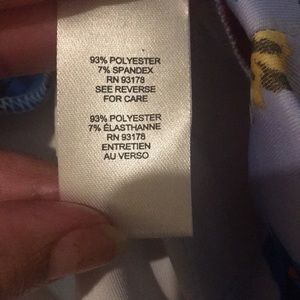 93% POLYESTER
7% SPANDEX
RN 93178
SEE REVERSE
FOR CARE
93% POLYESTER
7% ÉLASTHANNE
RN 93178
ENTRETIEN
AU VERSO